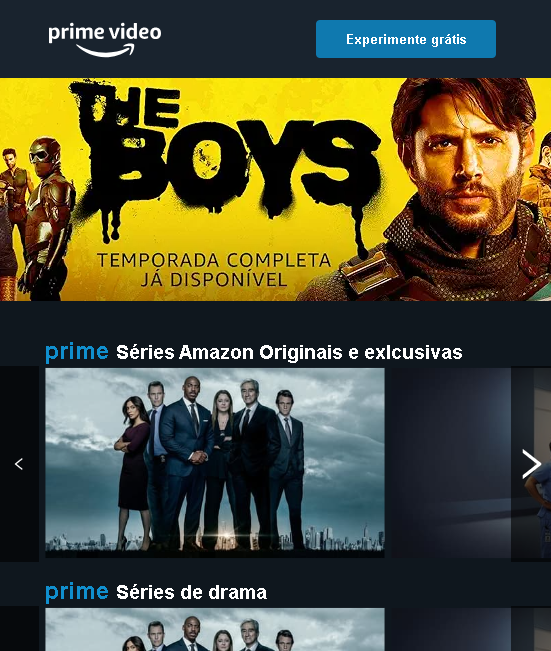 prime video
Experimente grátis
THE
BOYS
TEMPORADA COMPLETA
JÁ DISPONÍVEL
prime Séries Amazon Originais e exlcusivas
prime Séries de drama